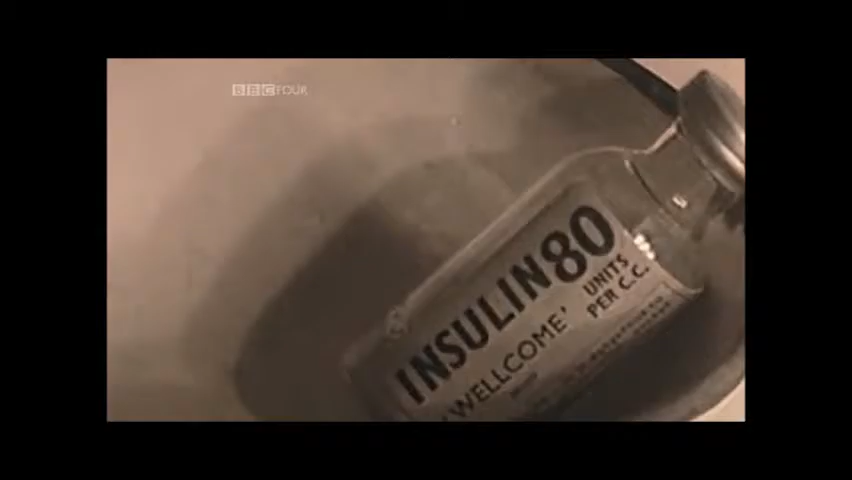 BBC FOUR
INSULIN 80
UNITS
PER C.C.
'WELLCOME'